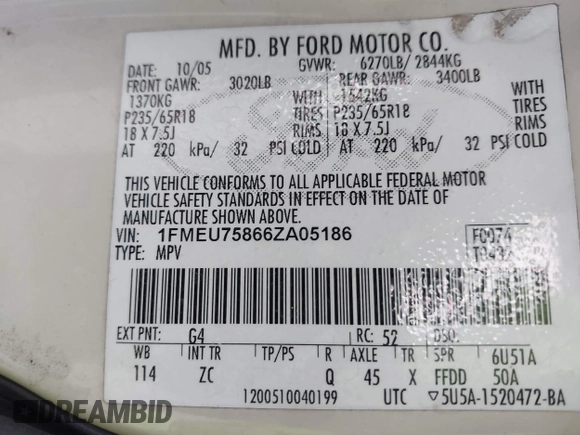 MFD. BY FORD MOTOR CO.
DATE: 10/05 GVWR: 6270LB/ 2844KG
FRONT GAWR: 3020LB REAR GAWR: 3400LB
1370KG WITH 1542KG WITH
P235/65R18 TIRES P235/65R18 TIRES
18 X 7.5J RIMS 18 X 7.5J RIMS
AT 220 kPa/ 32 PSI COLD AT 220 kPa/ 32 PSI COLD
THIS VEHICLE CONFORMS TO ALL APPLICABLE FEDERAL MOTOR
VEHICLE SAFETY STANDARDS IN EFFECT ON THE DATE OF
MANUFACTURE SHOWN ABOVE.
VIN: 1FMEU75866ZA05186 F0074
TYPE: MPV T0437
EXT PNT: G4 RC: 52 DSO:
WB INT TR TP/PS R AXLE TR SPR 6U51A
114 ZC Q 45 X FFDD 50A
1200510040199 UTC ▽5U5A-1520472-BA